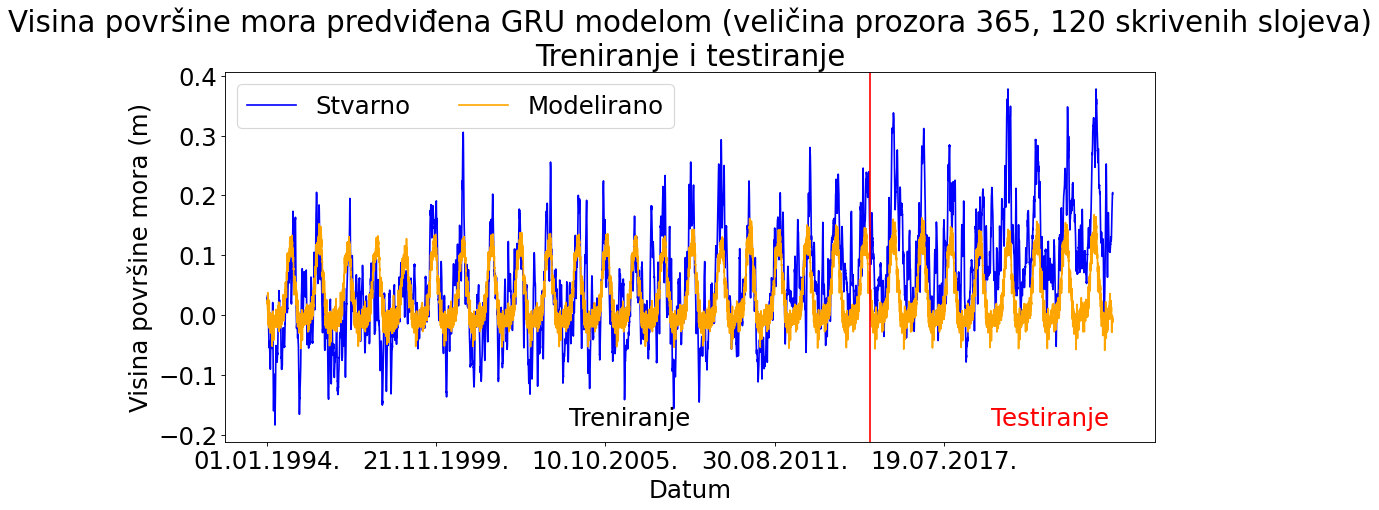 Visina površine mora predviđena GRU modelom (veličina prozora 365, 120 skrivenih slojeva)
Treniranje i testiranje
Stvarno
Modelirano
Visina površine mora (m)
0.4
0.3
0.2
0.1
0.0
−0.1
−0.2
Treniranje
Testiranje
01.01.1994.
21.11.1999.
10.10.2005.
30.08.2011.
19.07.2017.
Datum